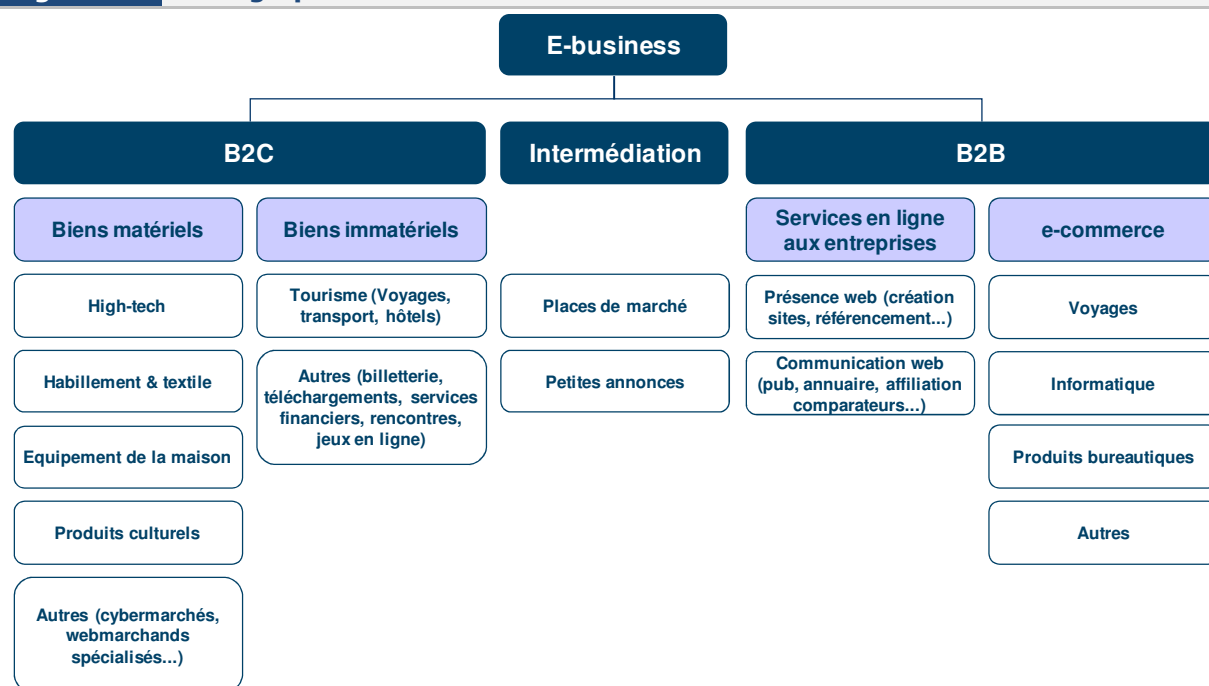 E-business
B2C
Intermédiation
B2B
Biens matériels
Biens immatériels
Services en ligne
aux entreprises
e-commerce
High-tech
Tourisme (Voyages,
transport, hôtels)
Places de marché
Présence web (création
sites, référencement...)
Voyages
Habillement & textile
Autres (billetterie,
téléchargements, services
financiers, rencontres,
jeux en ligne)
Petites annonces
Communication web
(pub, annuaire, affiliation
comparateurs...)
Informatique
Equipement de la maison
Produits bureautiques
Produits culturels
Autres
Autres (cybermarchés,
webmarchands
spécialisés...)